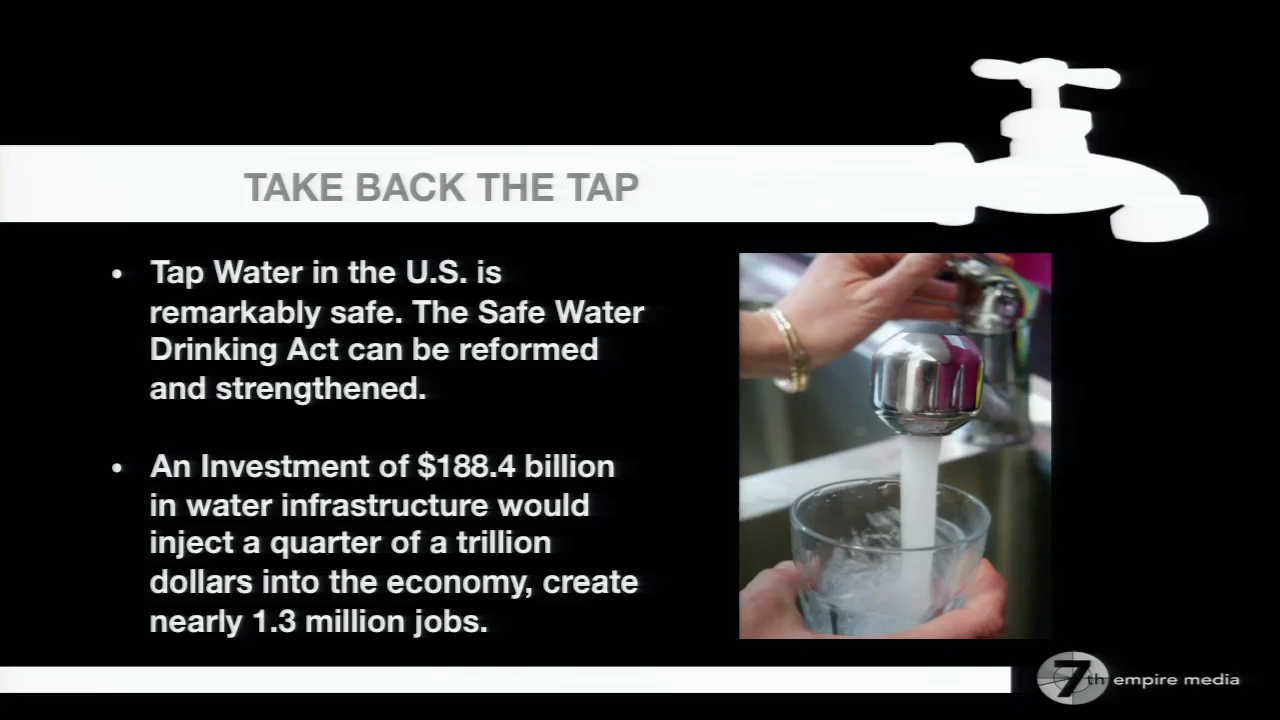 TAKE BACK THE TAP
• Tap Water in the U.S. is
remarkably safe. The Safe Water
Drinking Act can be reformed
and strengthened.
• An Investment of $188.4 billion
in water infrastructure would
inject a quarter of a trillion
dollars into the economy, create
nearly 1.3 million jobs.
7th empire media